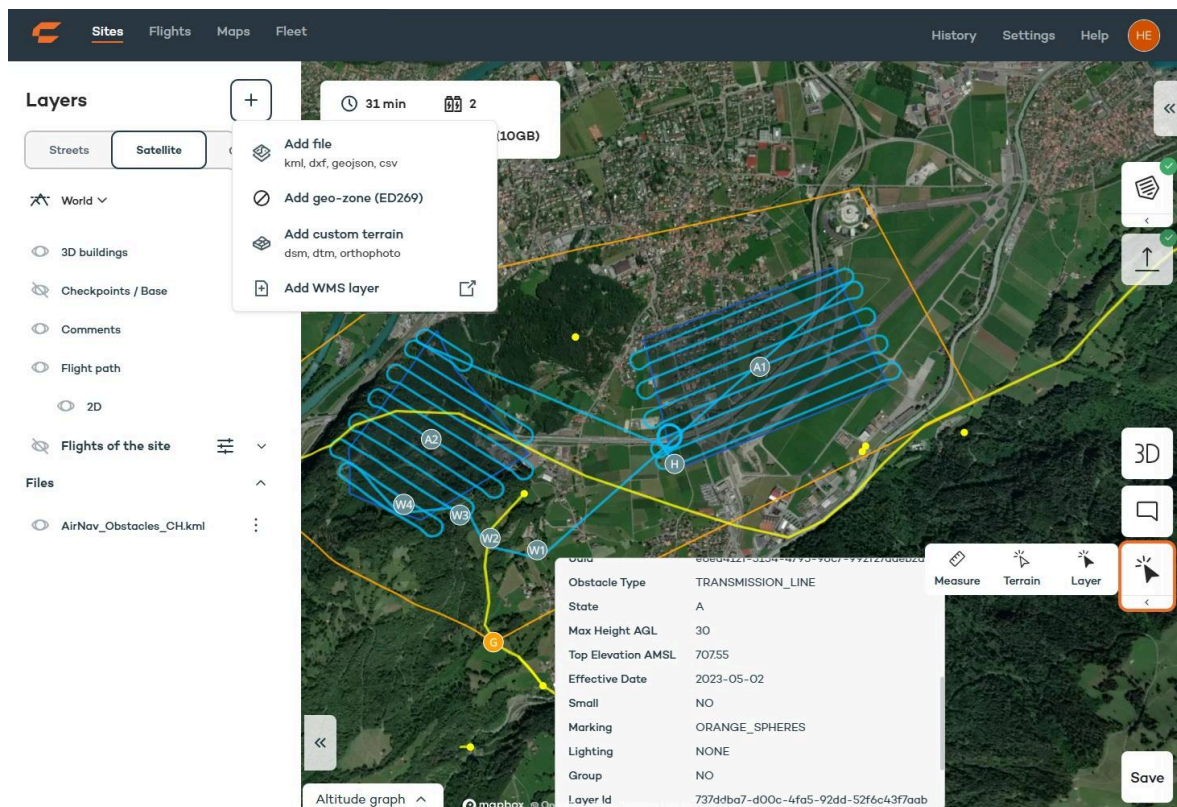 Sites Flights Maps Fleet History Settings Help HE
Layers
31 min 2
(10GB)
Streets Satellite
Add file
kml, dxf, geojson, csv
Add geo-zone (ED269)
Add custom terrain
dsm, dtm, orthophoto
Add WMS layer
World
3D buildings
Checkpoints / Base
Comments
Flight path
2D
Flights of the site
Files
AirNav_Obstacles_CH.kml
A1
A2
H
W4
W3
W2
W1
G
3D
Measure Terrain Layer
Obstacle Type TRANSMISSION_LINE
State A
Max Height AGL 30
Top Elevation AMSL 707.55
Effective Date 2023-05-02
Small NO
Marking ORANGE_SPHERES
Lighting NONE
Group NO
Layer Id 737ddba7-d00c-4fa5-92dd-52f6c43f7aab
Save
Altitude graph
mapbox